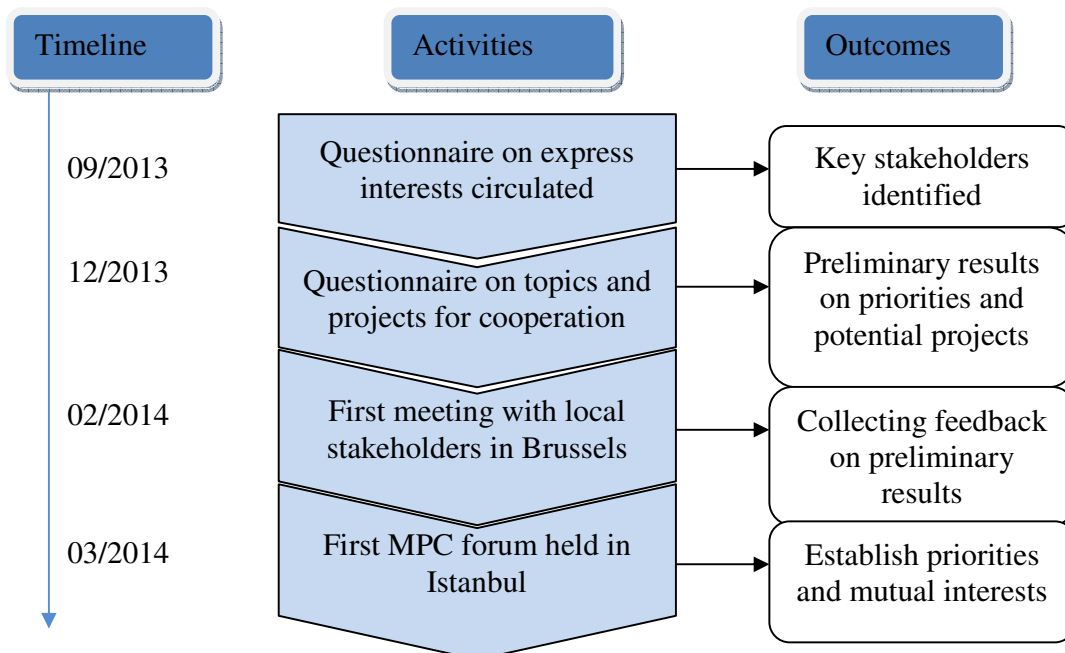 Timeline
Activities
Outcomes
09/2013
Questionnaire on express
interests circulated
Key stakeholders
identified
12/2013
Questionnaire on topics and
projects for cooperation
Preliminary results
on priorities and
potential projects
02/2014
First meeting with local
stakeholders in Brussels
Collecting feedback
on preliminary
results
03/2014
First MPC forum held in
Istanbul
Establish priorities
and mutual interests